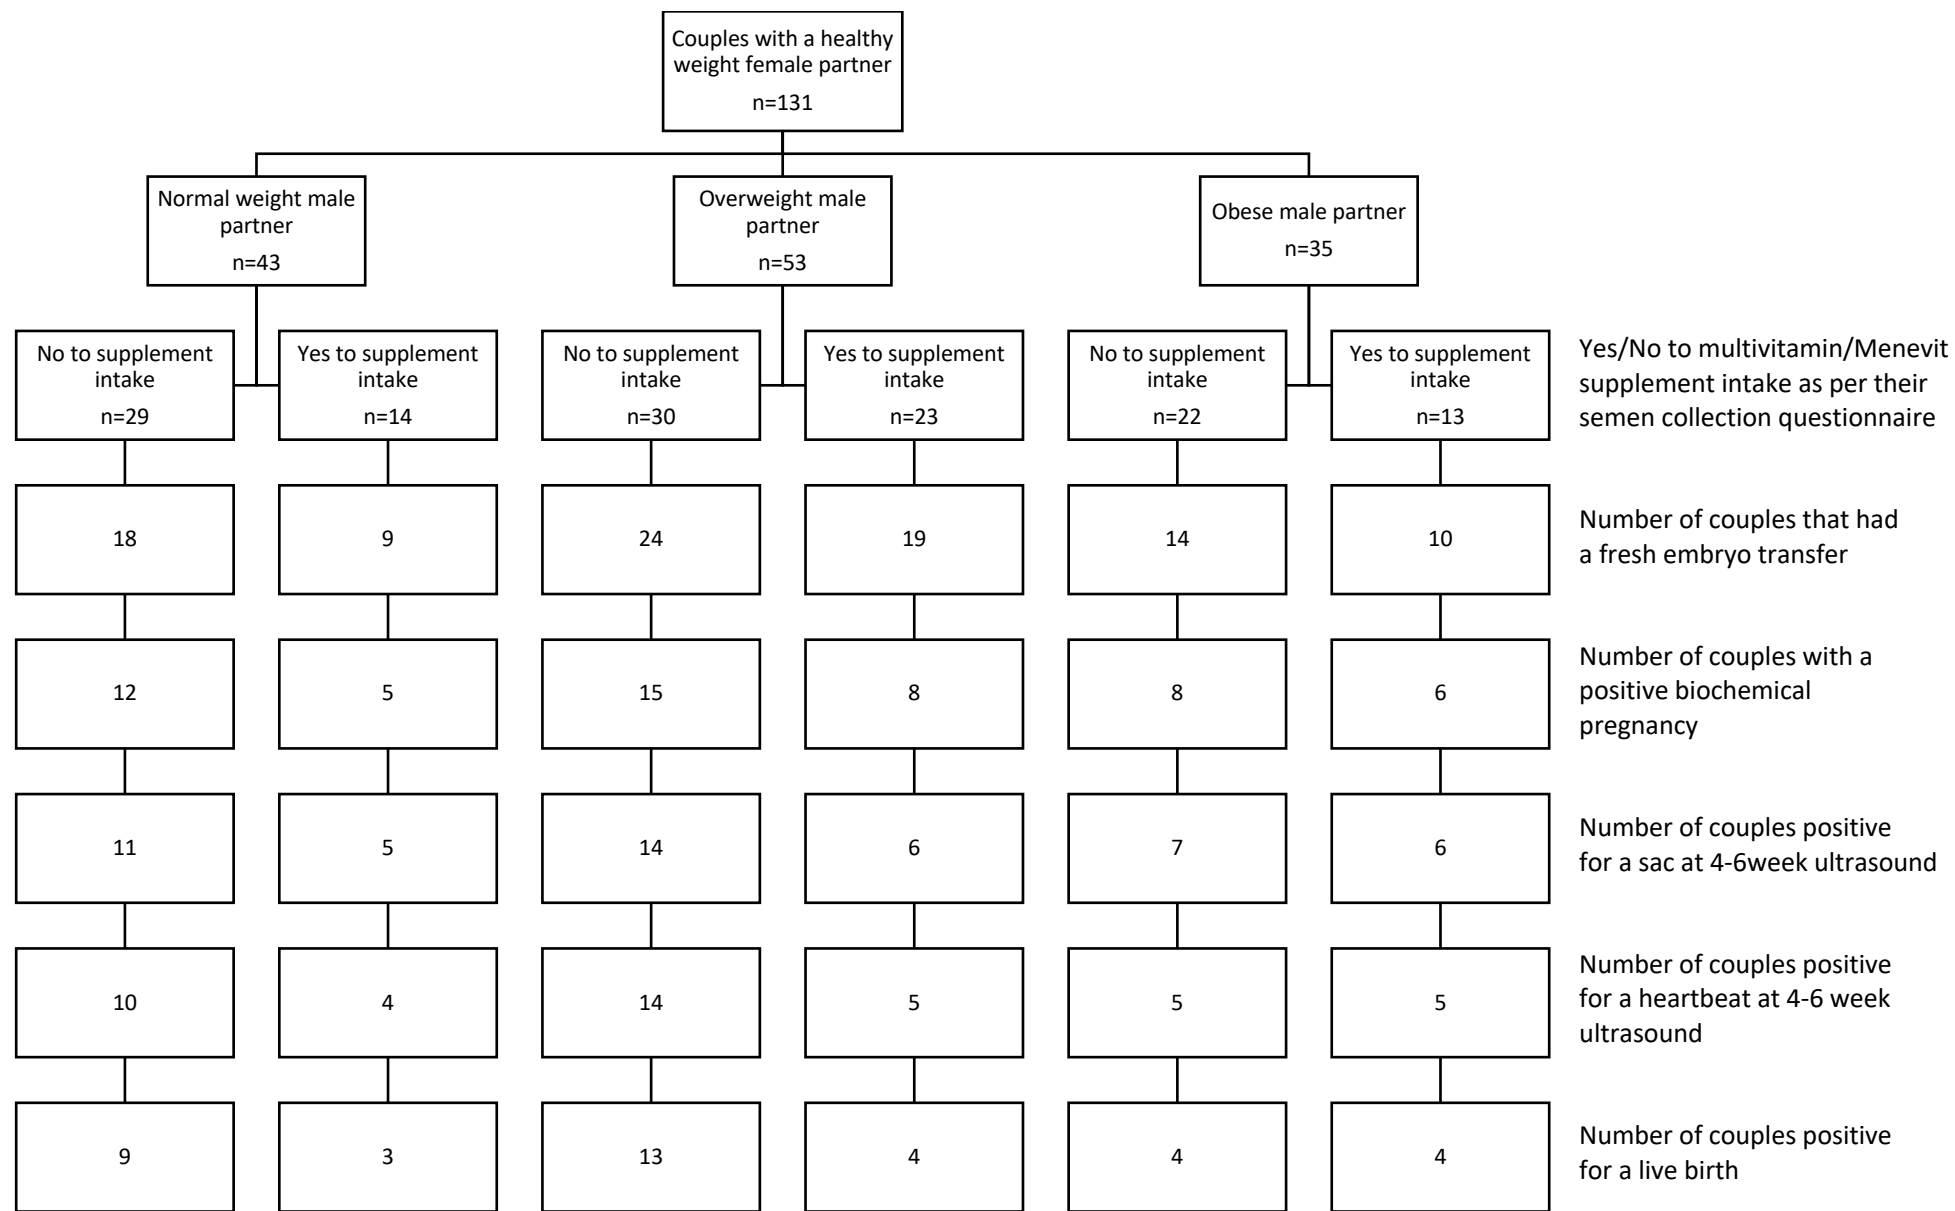 Couples with a healthy
weight female partner
n=131
Normal weight male
partner
n=43
Overweight male
partner
n=53
Obese male partner
n=35
No to supplement
intake
n=29
Yes to supplement
intake
n=14
No to supplement
intake
n=30
Yes to supplement
intake
n=23
No to supplement
intake
n=22
Yes to supplement
intake
n=13
Yes/No to multivitamin/Menevit
supplement intake as per their
semen collection questionnaire
18
9
24
19
14
10
Number of couples that had
a fresh embryo transfer
12
5
15
8
8
6
Number of couples with a
positive biochemical
pregnancy
11
5
14
6
7
6
Number of couples positive
for a sac at 4-6week ultrasound
10
4
14
5
5
5
Number of couples positive
for a heartbeat at 4-6 week
ultrasound
9
3
13
4
4
4
Number of couples positive
for a live birth